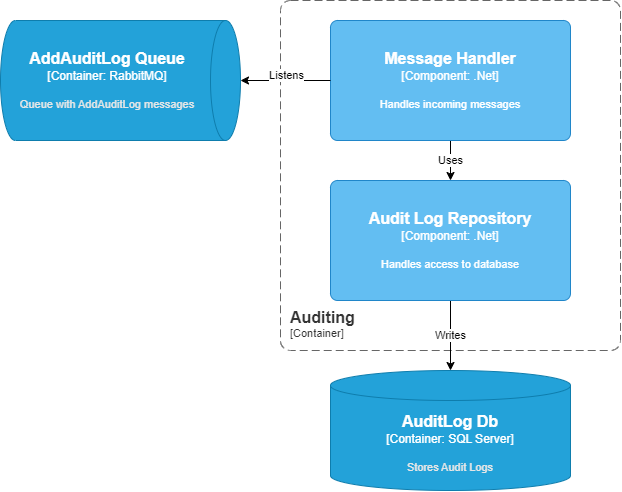 AddAuditLog Queue
[Container: RabbitMQ]
Queue with AddAuditLog messages
Listens
Message Handler
[Component: .Net]
Handles incoming messages
Uses
Audit Log Repository
[Component: .Net]
Handles access to database
Auditing
[Container]
Writes
AuditLog Db
[Container: SQL Server]
Stores Audit Logs